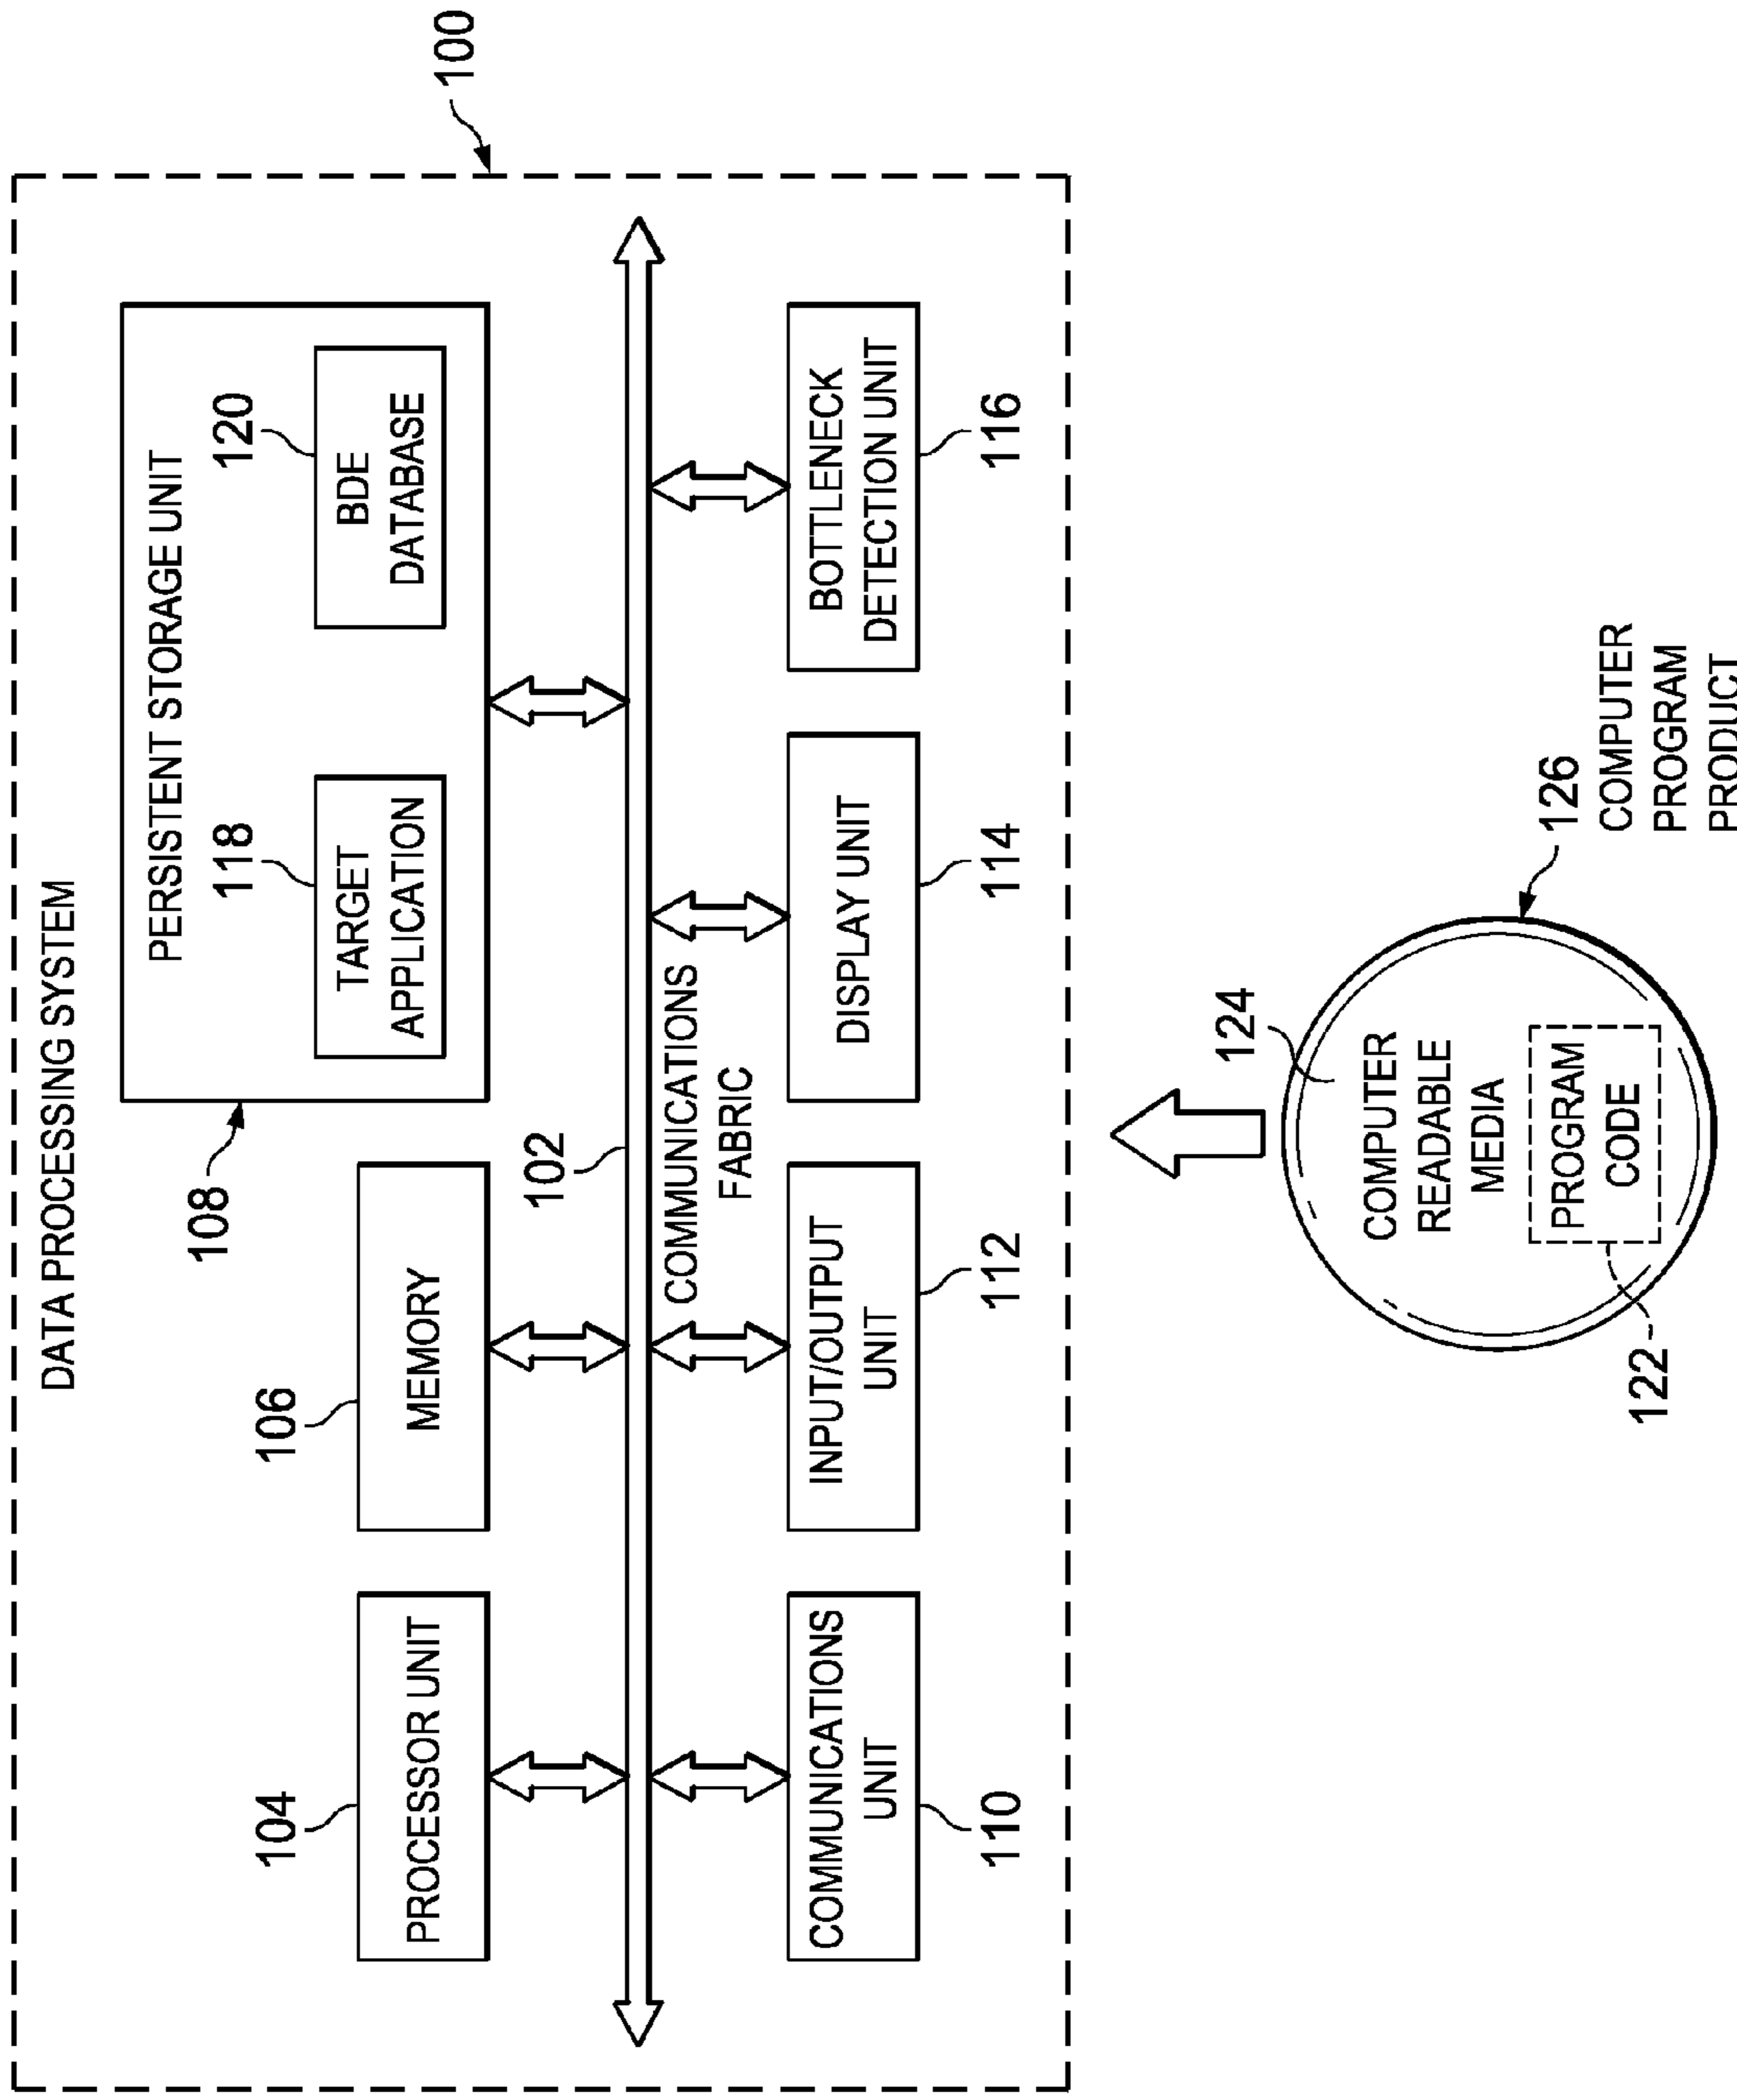 DATA PROCESSING SYSTEM
100
108
PERSISTENT STORAGE UNIT
104
106
118
120
PROCESSOR UNIT
MEMORY
TARGET
APPLICATION
BDE
DATABASE
102
COMMUNICATIONS
FABRIC
COMMUNICATIONS
UNIT
INPUT/OUTPUT
UNIT
DISPLAY UNIT
BOTTLENECK
DETECTION UNIT
110
112
114
116
124
COMPUTER
READABLE
MEDIA
PROGRAM
CODE
122
126
COMPUTER
PROGRAM
PRODUCT